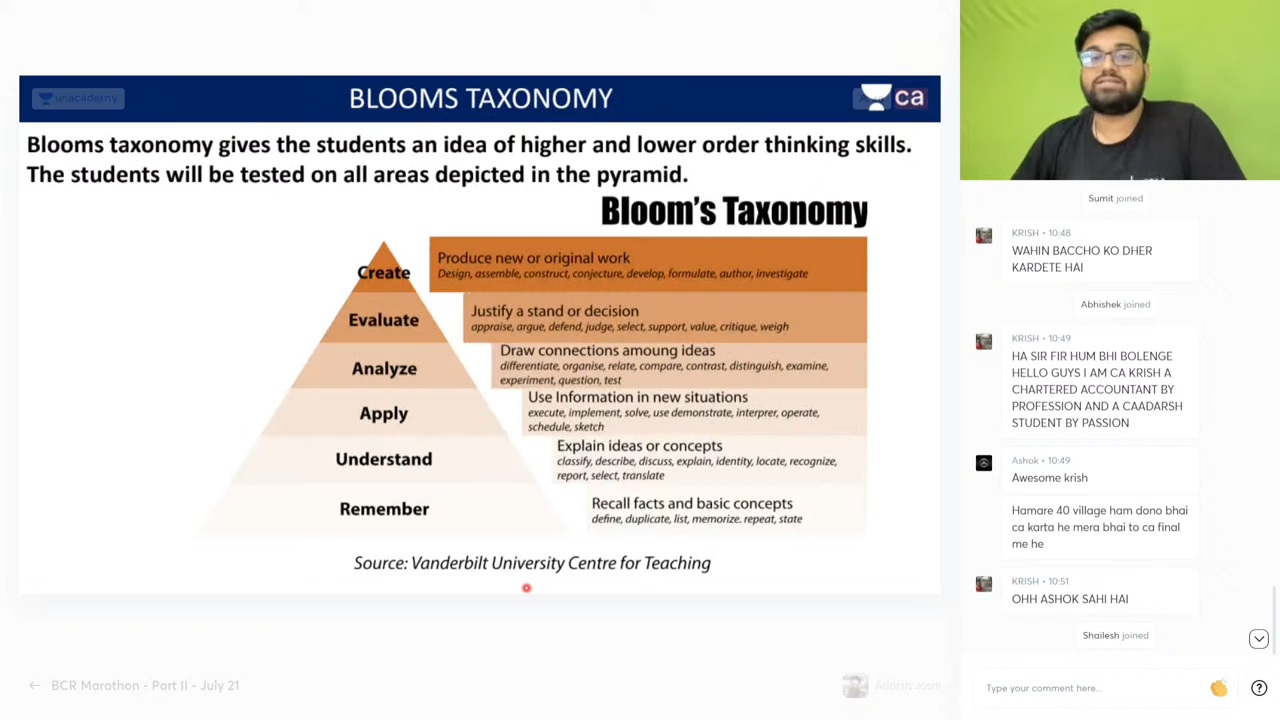 unacademy
BLOOMS TAXONOMY
ca
Blooms taxonomy gives the students an idea of higher and lower order thinking skills.
The students will be tested on all areas depicted in the pyramid.
Bloom's Taxonomy
Create
Produce new or original work
Design, assemble, construct, conjecture, develop, formulate, author, investigate
Evaluate
Justify a stand or decision
appraise, argue, defend, judge, select, support, value, critique, weigh
Analyze
Draw connections amoung ideas
differentiate, organise, relate, compare, contrast, distinguish, examine,
experiment, question, test
Apply
Use Information in new situations
execute, implement, solve, use demonstrate, interprer, operate,
schedule, sketch
Understand
Explain ideas or concepts
classify, describe, discuss, explain, identity, locate, recognize,
report, select, translate
Remember
Recall facts and basic concepts
define, duplicate, list, memorize. repeat, state
Source: Vanderbilt University Centre for Teaching
BCR Marathon - Part II - July 21
Sumit joined
KRISH • 10:48
WAHIN BACCHO KO DHER
KARDETE HAI
Abhishek joined
KRISH • 10:49
HA SIR FIR HUM BHI BOLENGE
HELLO GUYS I AM CA KRISH A
CHARTERED ACCOUNTANT BY
PROFESSION AND A CAADARSH
STUDENT BY PASSION
Ashok • 10:49
Awesome krish
Hamare 40 village ham dono bhai
ca karta he mera bhai to ca final
me he
KRISH • 10:51
OHH ASHOK SAHI HAI
Shailesh joined
Type your comment here...